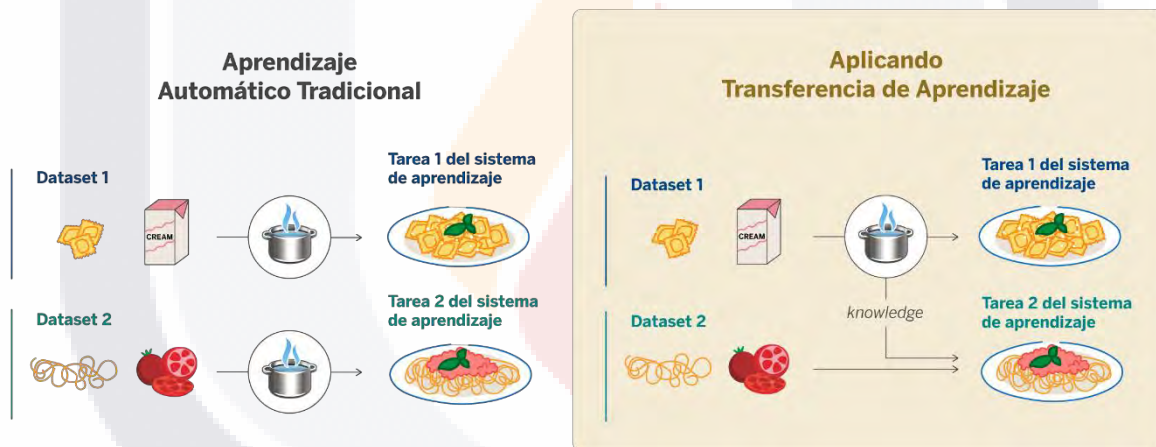 Aprendizaje
Automático Tradicional
Dataset 1
CREAM
Tarea 1 del sistema
de aprendizaje
Dataset 2
Tarea 2 del sistema
de aprendizaje
Aplicando
Transferencia de Aprendizaje
Dataset 1
CREAM
Tarea 1 del sistema
de aprendizaje
knowledge
Dataset 2
Tarea 2 del sistema
de aprendizaje